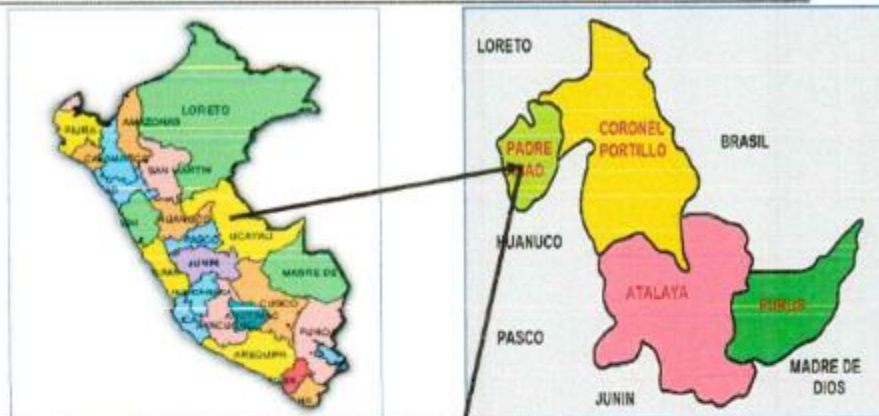 LORETO
AMAZONAS
PIURA
SAN MARTIN
HUANUCO
PASCO
UCAYALI
JUNIN
MADRE DE
CUSCO
PUNO
AREQUIPA
LORETO
CORONEL
PORTILLO
PADRE
BRASIL
HUANUCO
ATALAYA
PURUS
PASCO
MADRE DE
DIOS
JUNIN